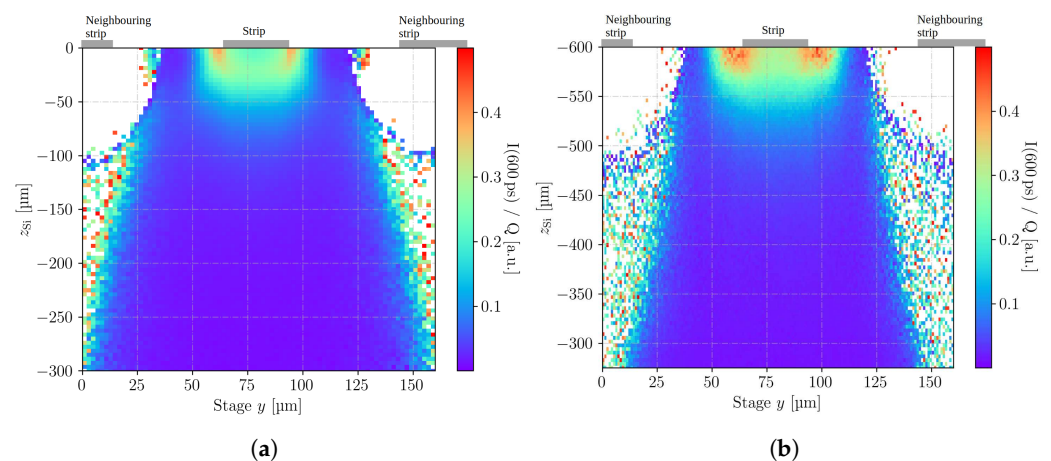 Neighbouring
strip
Strip
Neighbouring
strip
0
−50
−100
−150
−200
−250
−300
z_Si [µm]
0
25
50
75
100
125
150
Stage y [µm]
0.4
0.3
0.2
0.1
I(600 ps) / Q [a.u.]
(a)
Neighbouring
strip
Strip
Neighbouring
strip
−600
−550
−500
−450
−400
−350
−300
z_Si [µm]
0
25
50
75
100
125
150
Stage y [µm]
0.4
0.3
0.2
0.1
I(600 ps) / Q [a.u.]
(b)